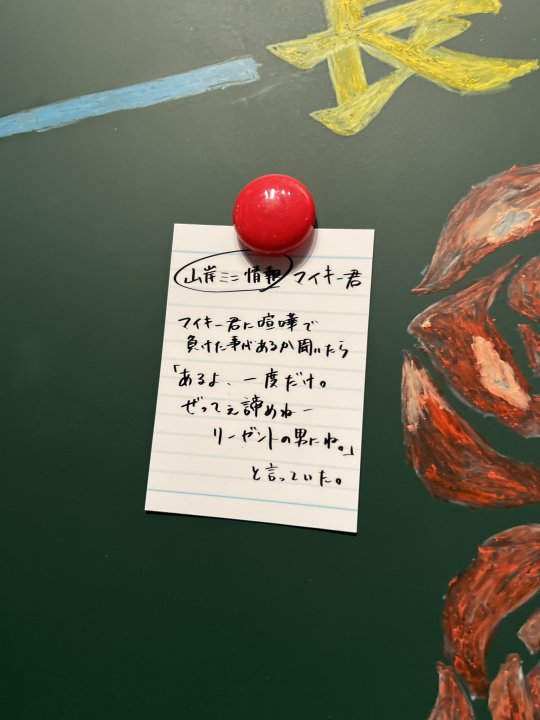 山岸ミニ情報 マイキー君
マイキー君に喧嘩で
負けた事があるか聞いたら
「あるよ、一度だけ。
ぜってぇ諦めねー
リーゼントの男にね。」
と言っていた。